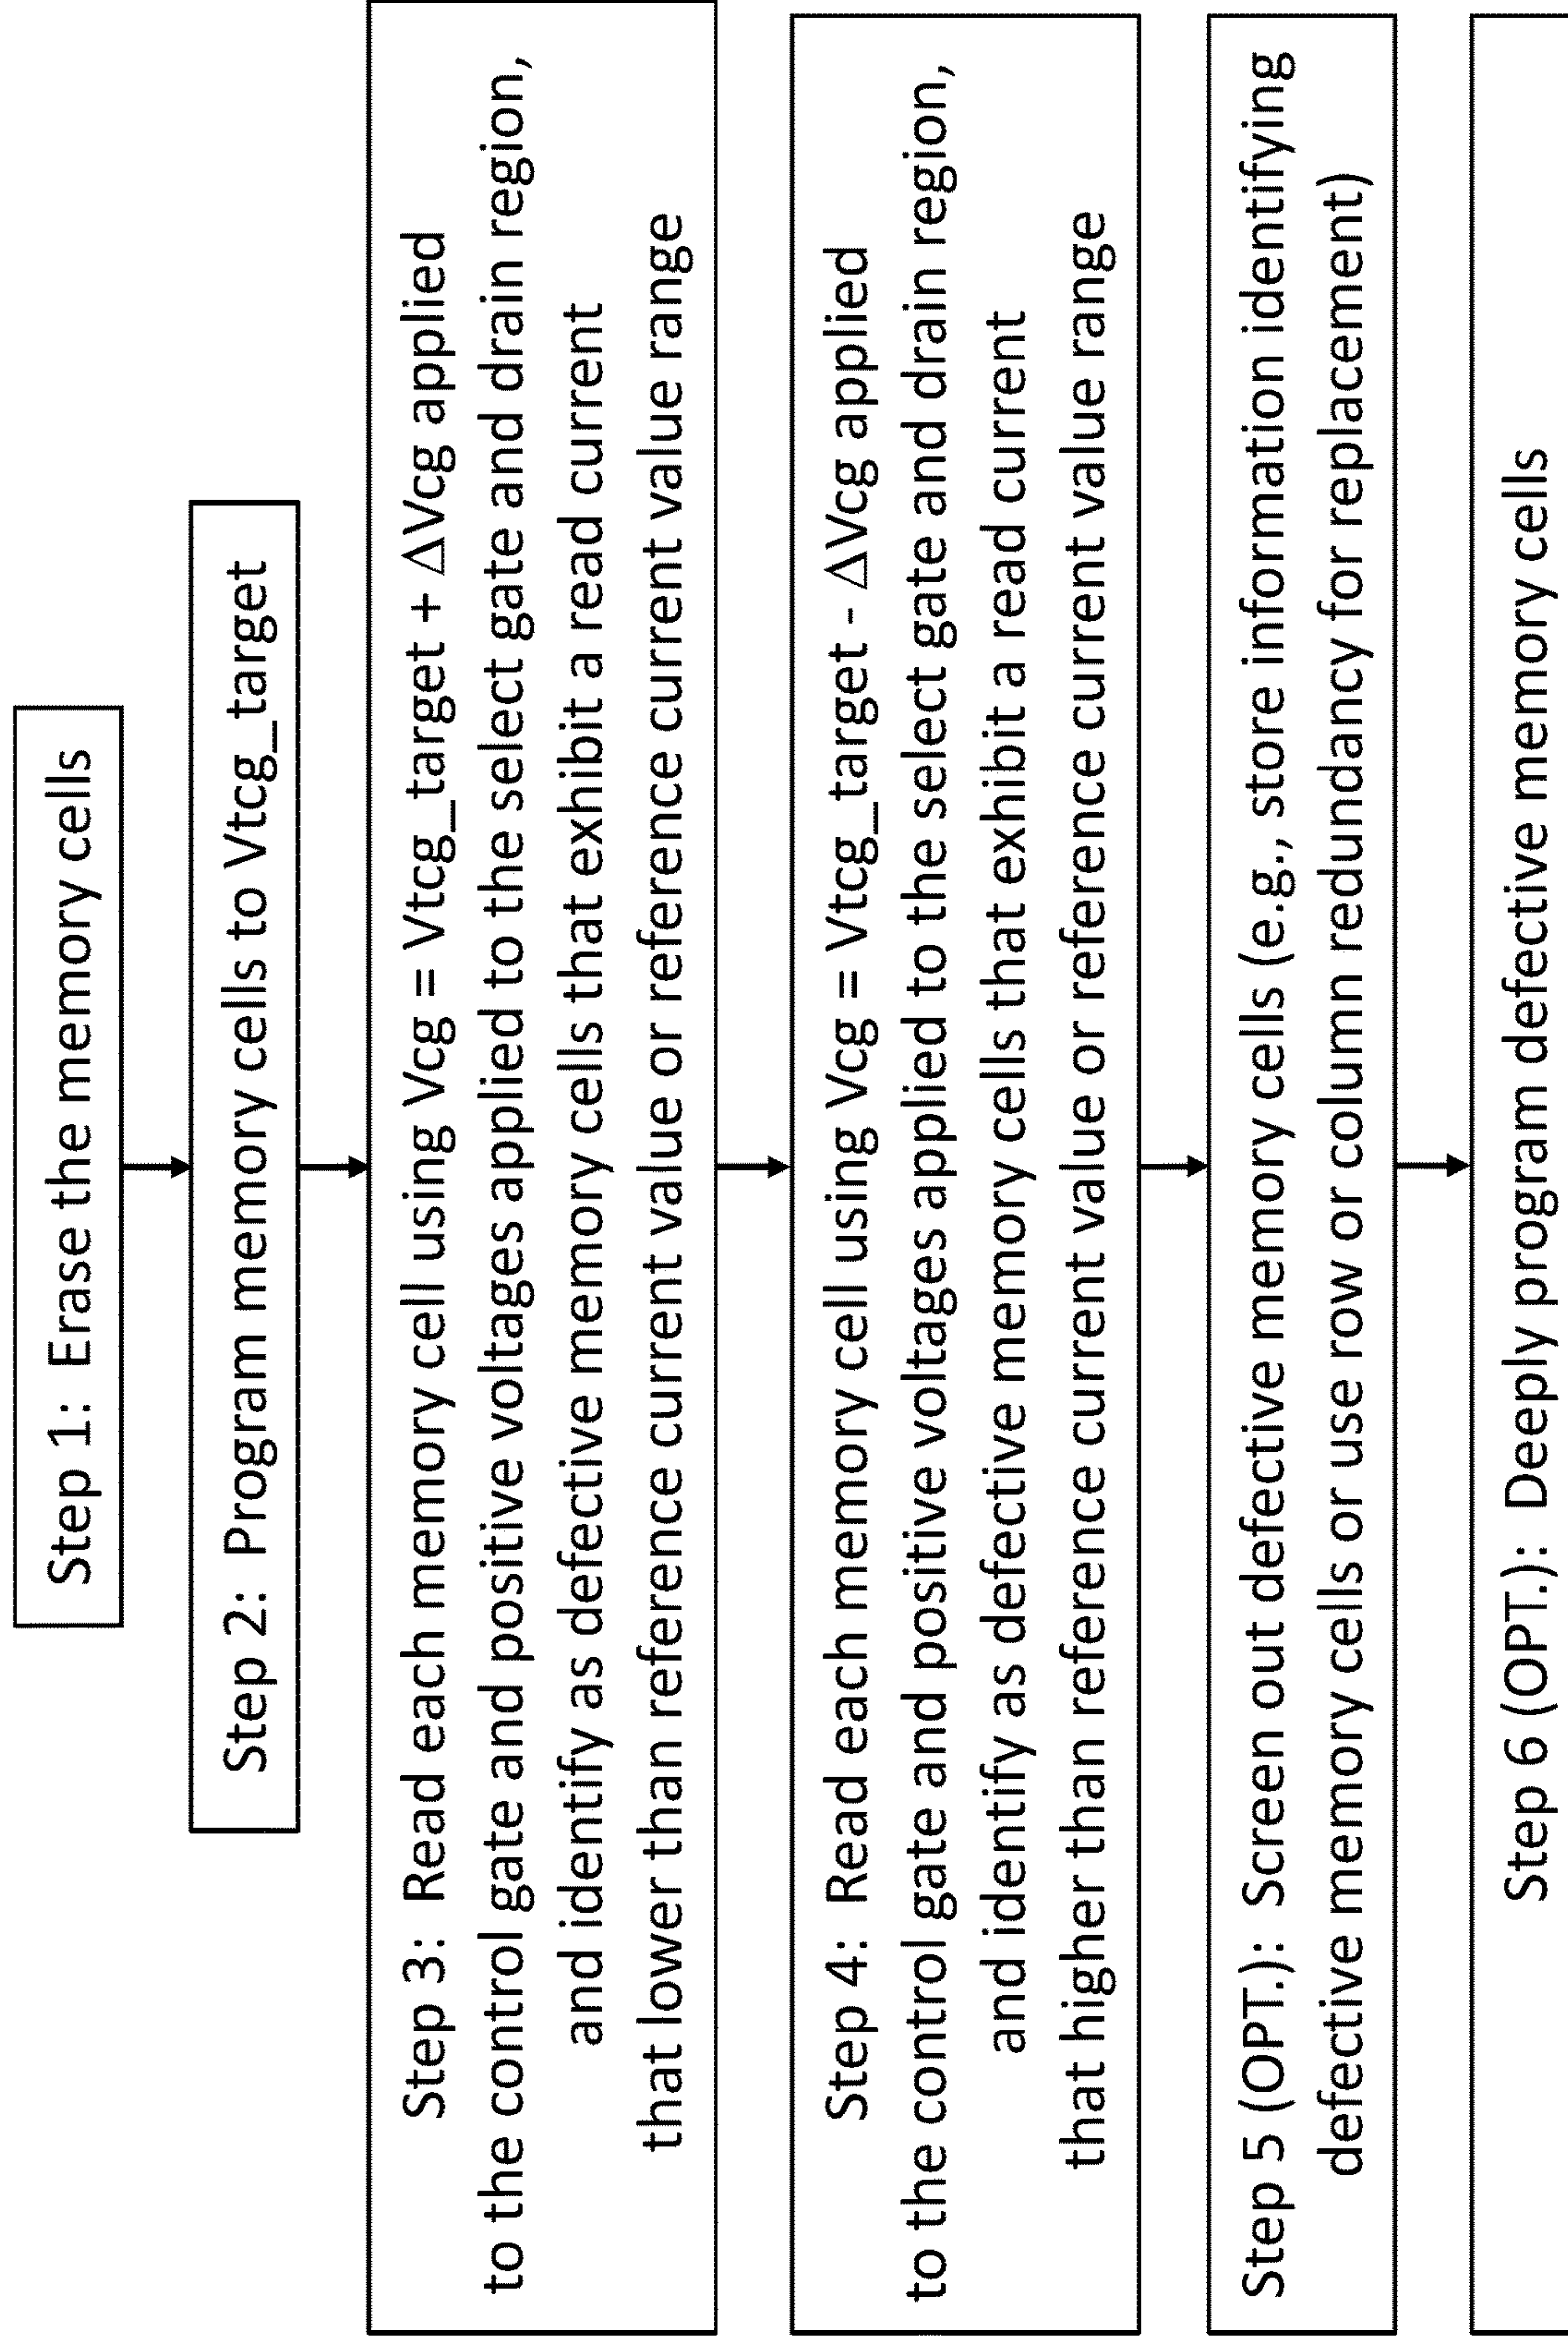 Step 1: Erase the memory cells
Step 2: Program memory cells to Vtcg_target
Step 3: Read each memory cell using Vcg = Vtcg_target + ΔVcg applied
to the control gate and positive voltages applied to the select gate and drain region,
and identify as defective memory cells that exhibit a read current
that lower than reference current value or reference current value range
Step 4: Read each memory cell using Vcg = Vtcg_target - ΔVcg applied
to the control gate and positive voltages applied to the select gate and drain region,
and identify as defective memory cells that exhibit a read current
that higher than reference current value or reference current value range
Step 5 (OPT.): Screen out defective memory cells (e.g., store information identifying
defective memory cells or use row or column redundancy for replacement)
Step 6 (OPT.): Deeply program defective memory cells